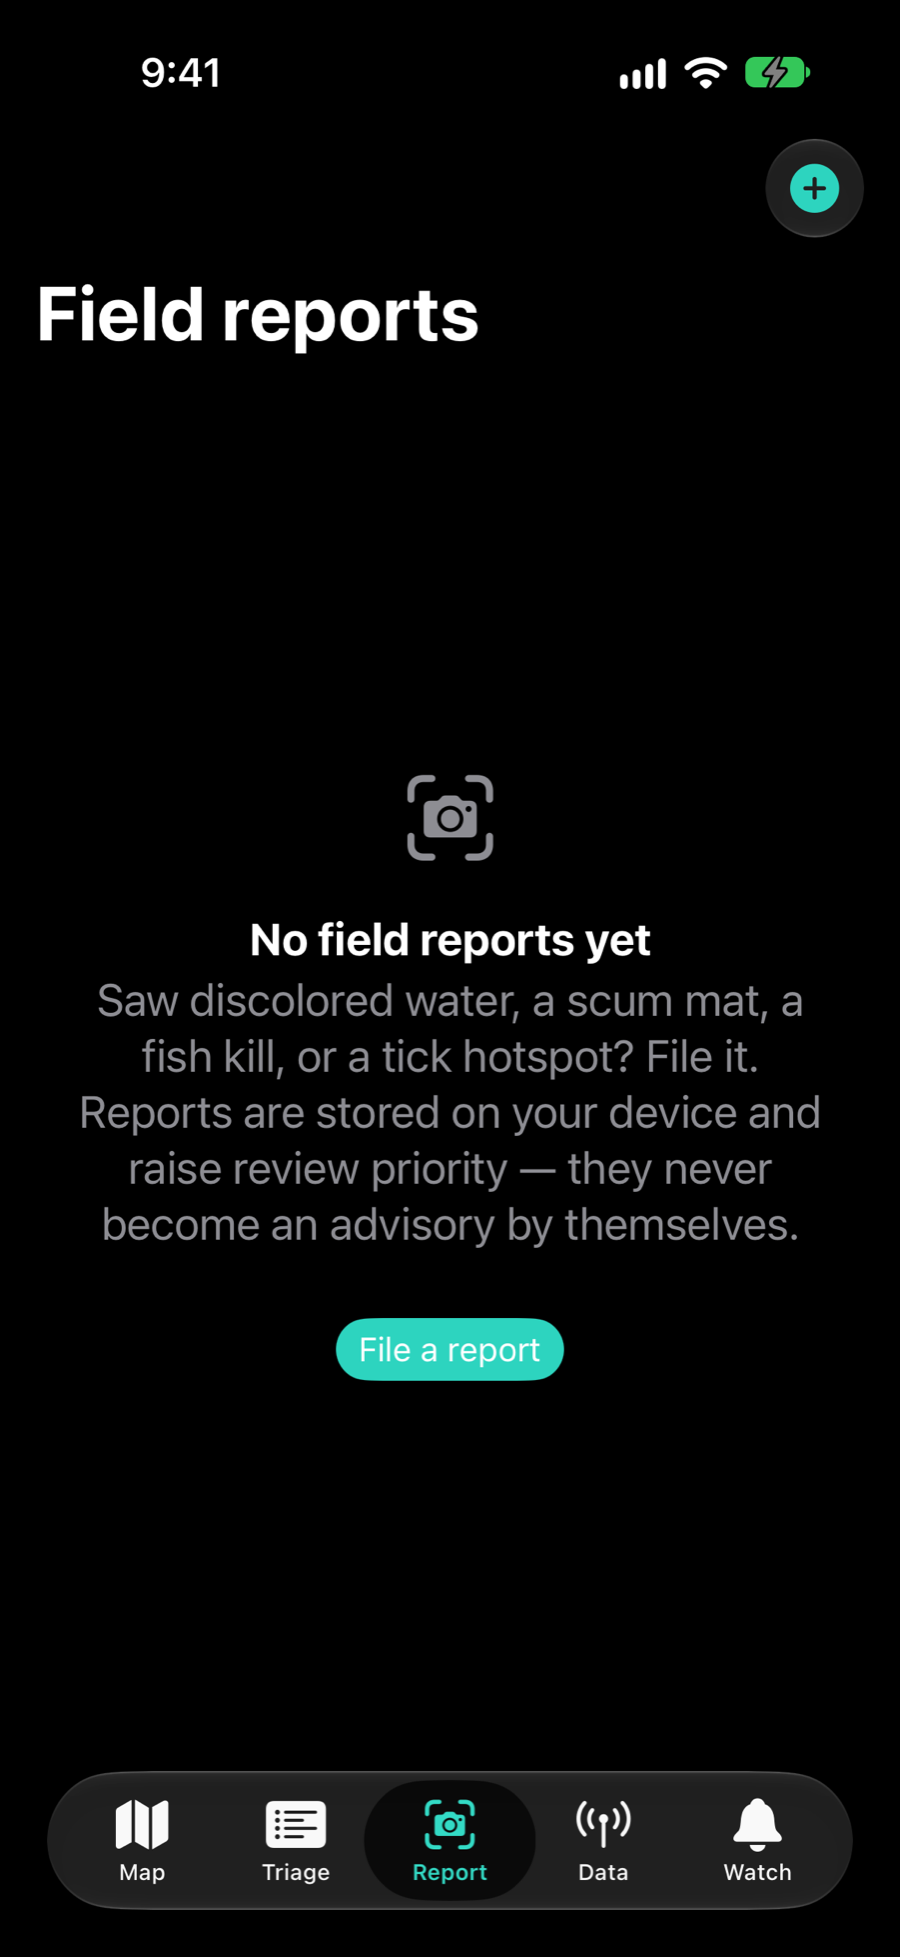 9:41
Field reports
No field reports yet
Saw discolored water, a scum mat, a
fish kill, or a tick hotspot? File it.
Reports are stored on your device and
raise review priority — they never
become an advisory by themselves.
File a report
Map
Triage
Report
Data
Watch